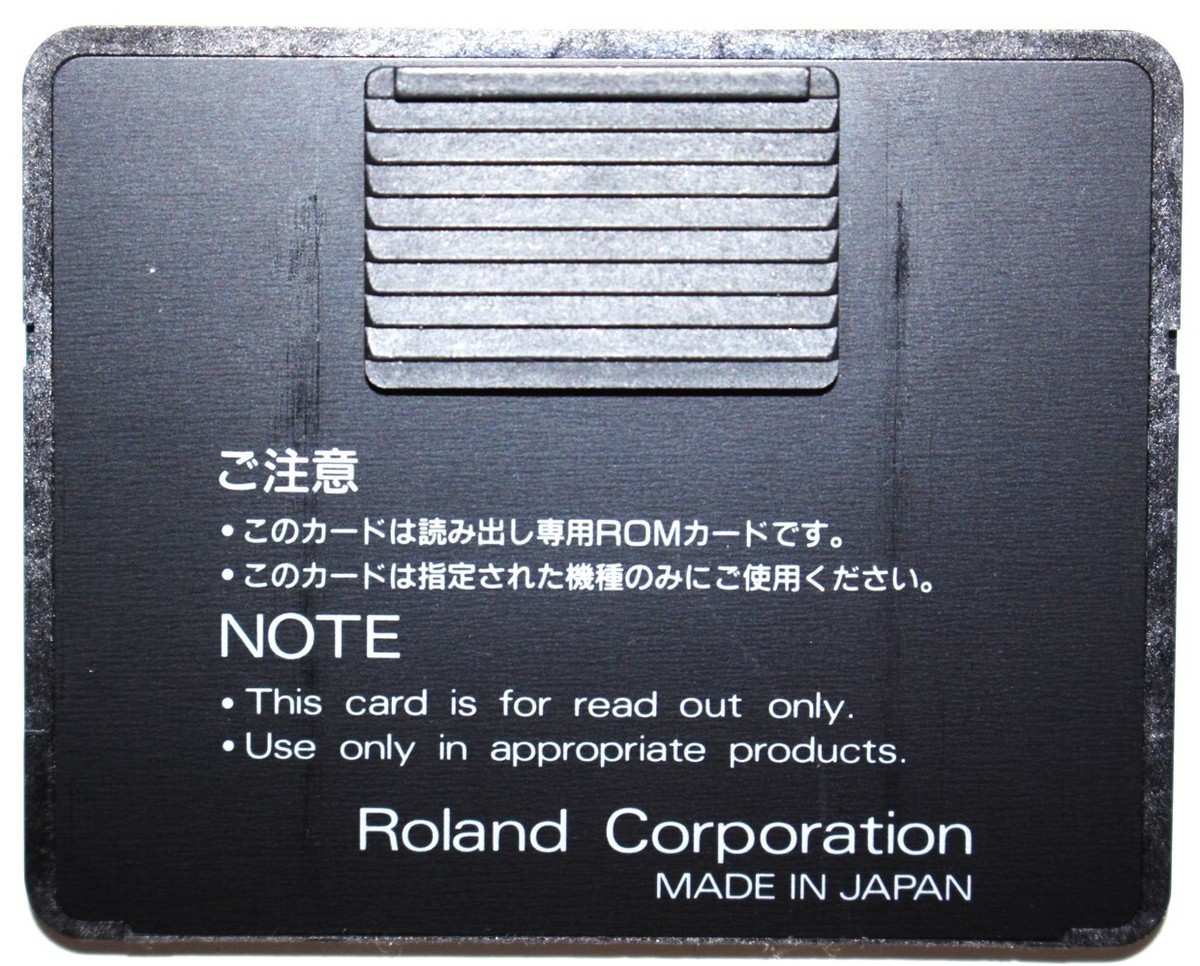 ご注意
•このカードは読み出し専用ROMカードです。
•このカードは指定された機種のみにご使用ください。
NOTE
•This card is for read out only.
•Use only in appropriate products.
Roland Corporation
MADE IN JAPAN